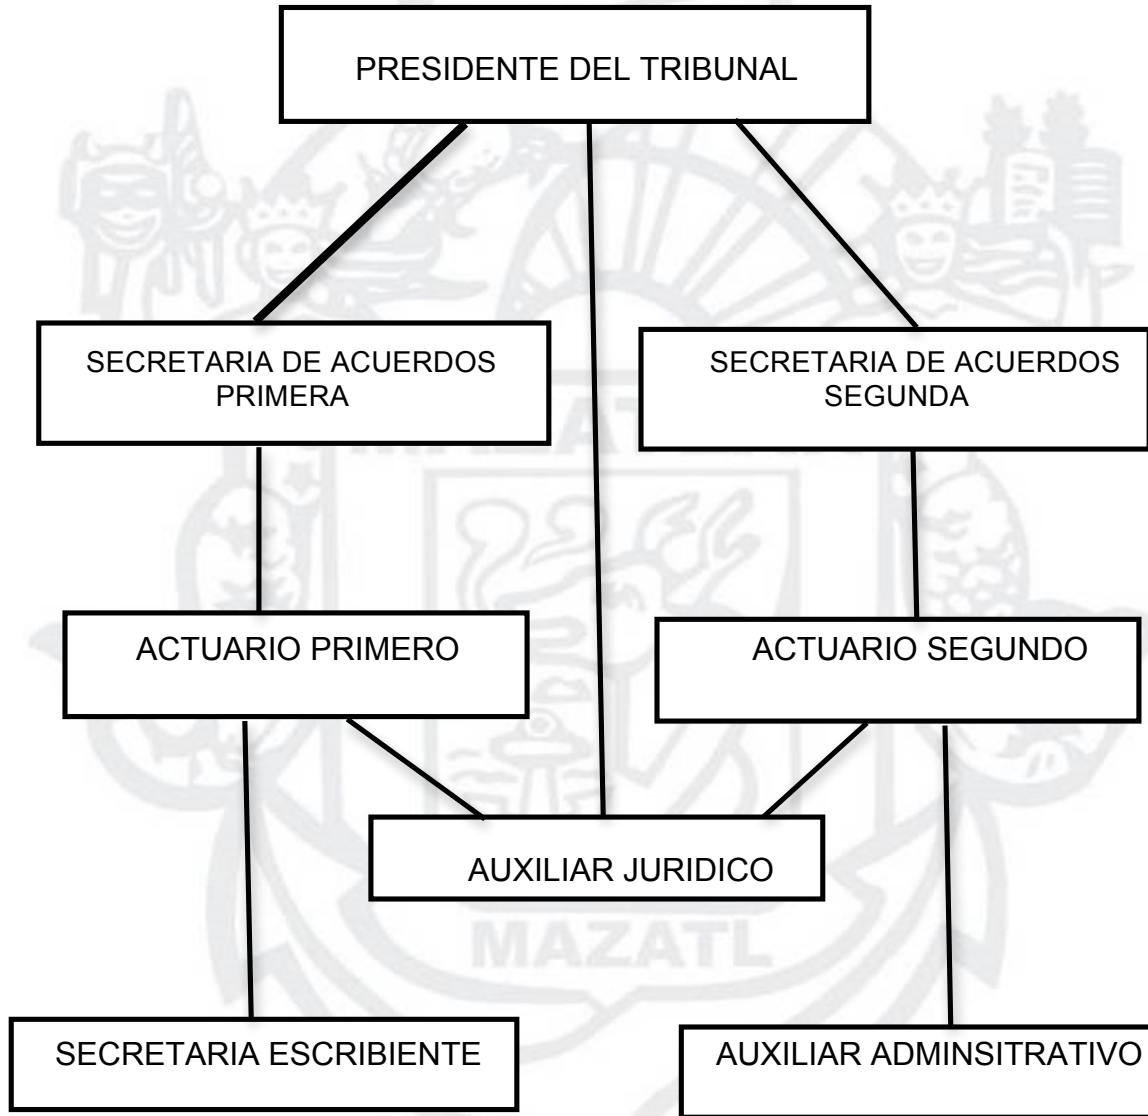 PRESIDENTE DEL TRIBUNAL
SECRETARIA DE ACUERDOS
PRIMERA
SECRETARIA DE ACUERDOS
SEGUNDA
ACTUARIO PRIMERO
ACTUARIO SEGUNDO
AUXILIAR JURIDICO
MAZATL
SECRETARIA ESCRIBIENTE
AUXILIAR ADMINSITRATIVO